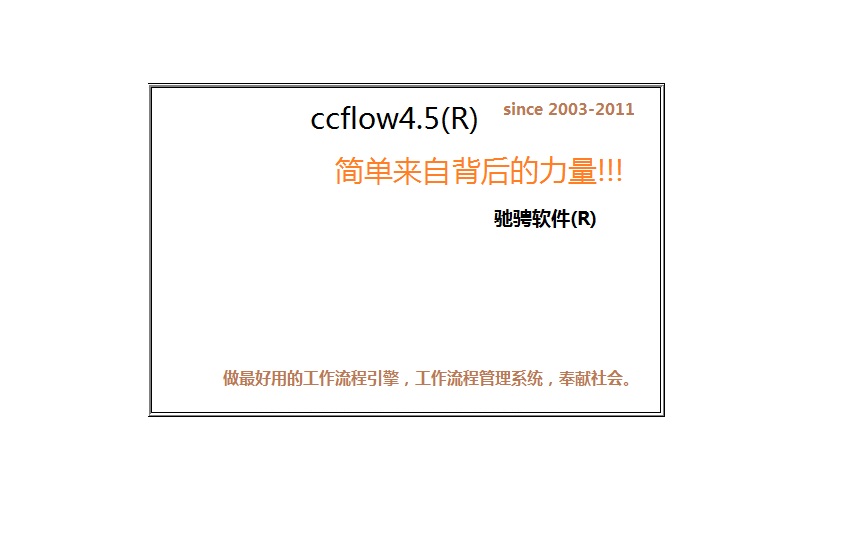 ccflow4.5(R)
since 2003-2011
简单来自背后的力量!!!
驰骋软件(R)
做最好用的工作流程引擎，工作流程管理系统，奉献社会。